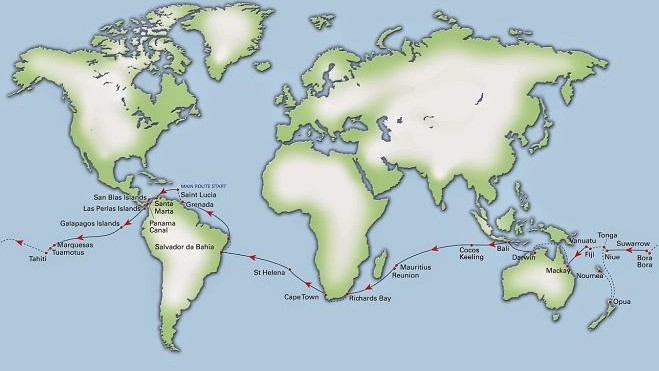 MAIN ROUTE START
Saint Lucia
San Blas Islands
Santa
Marta
Grenada
Las Perlas Islands
Panama
Canal
Galapagos Islands
Marquesas
Tuamotus
Tahiti
Salvador da Bahia
St Helena
Cape Town
Richards Bay
Mauritius
Reunion
Cocos
Keeling
Bali
Darwin
Mackay
Vanuatu
Fiji
Tonga
Niue
Suwarrow
Bora
Bora
Noumea
Opua